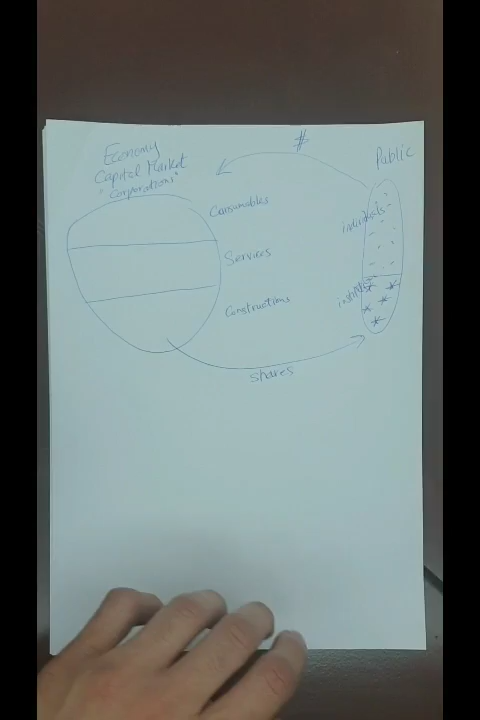 Economy
Capital Market
"Corporations"
#
Public
Consumables
Services
Constructions
individuals
shares